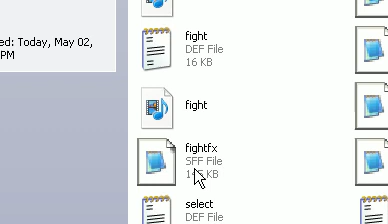 ed: Today, May 02,
PM
fight
DEF File
16 KB
fight
fightfx
SFF File
KB
select
DEF File